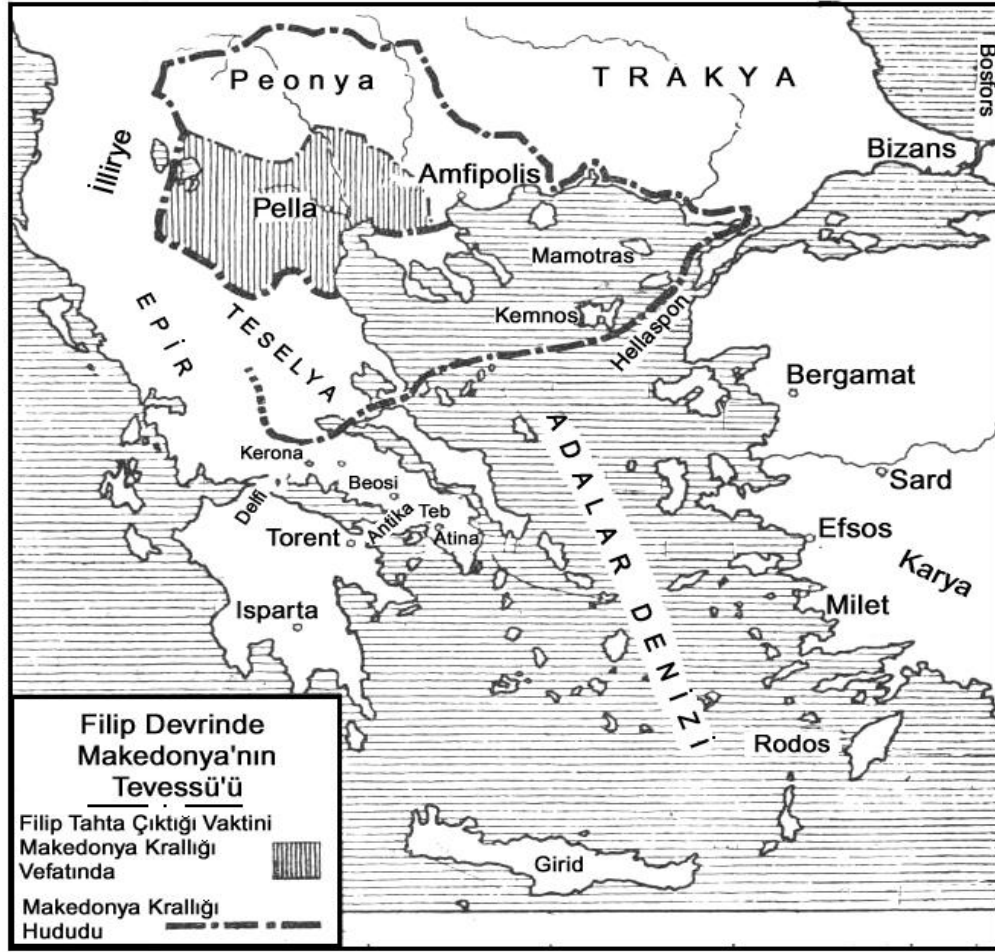 Peonya
TRAKYA
Bosfors
Bizans
İllirye
Amfipolis
Pella
Mamotras
EPİR
TESELYA
Kemnos
Hellaspon
Bergamat
ADALAR DENİZİ
Kerona
Beosi
Sard
Delfi
Teb
Antika
Atina
Torent
Efsos
Karya
Isparta
Milet
Rodos
Girid
Filip Devrinde
Makedonya'nın
Tevessü'ü
Filip Tahta Çıktığı Vaktini
Makedonya Krallığı
Vefatında
Makedonya Krallığı
Hududu